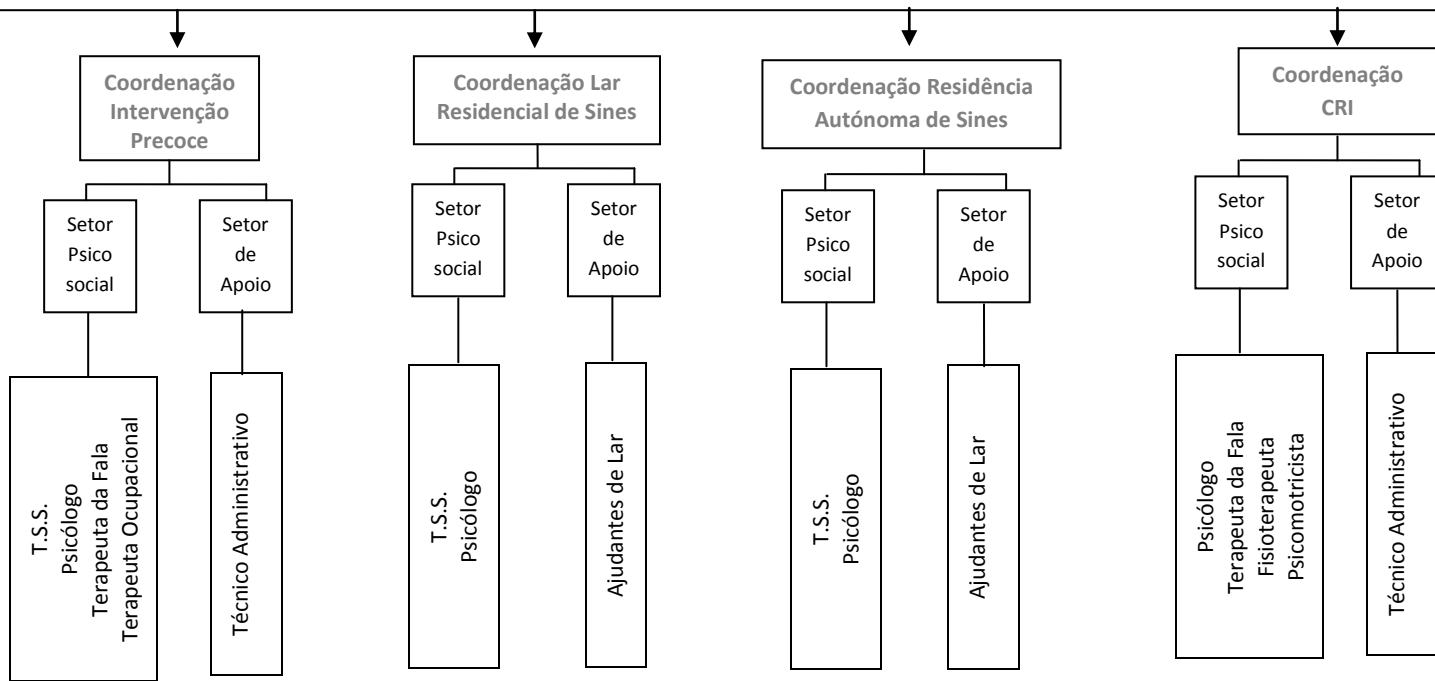 Coordenação
Intervenção
Precoce
Setor
Psico
social
Setor
de
Apoio
T.S.S.
Psicólogo
Terapeuta da Fala
Terapeuta Ocupacional
Técnico Administrativo
Coordenação Lar
Residencial de Sines
Setor
Psico
social
Setor
de
Apoio
T.S.S.
Psicólogo
Ajudantes de Lar
Coordenação Residência
Autónoma de Sines
Setor
Psico
social
Setor
de
Apoio
T.S.S.
Psicólogo
Ajudantes de Lar
Coordenação
CRI
Setor
Psico
social
Setor
de
Apoio
Psicólogo
Terapeuta da Fala
Fisioterapeuta
Psicomotricista
Técnico Administrativo